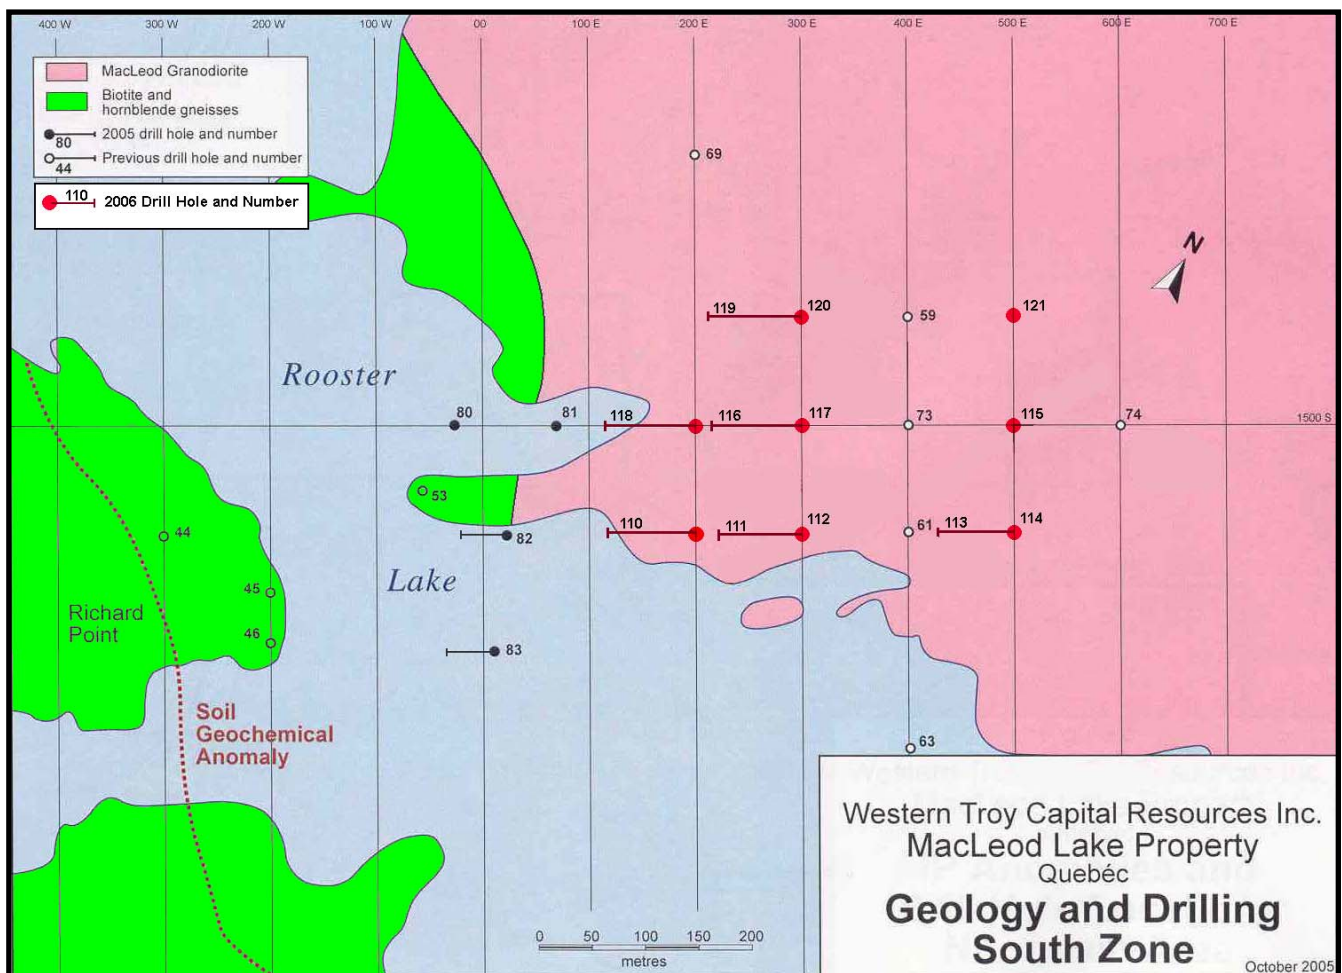 400 W 300 W 200 W 100 W 00 100 E 200 E 300 E 400 E 500 E 600 E 700 E
MacLeod Granodiorite
Biotite and
hornblende gneisses
2005 drill hole and number
80
Previous drill hole and number
44
110 2006 Drill Hole and Number
69
N
119 120 59 121
Rooster
80 81 118 116 117 73 115 74 1500 S
53
44 82 110 111 112 61 113 114
Lake
45
Richard
Point
46
83
Soil
Geochemical
Anomaly
63
Western Troy Capital Resources Inc.
MacLeod Lake Property
Quebéc
Geology and Drilling
South Zone
October 2005
0 50 100 150 200
metres